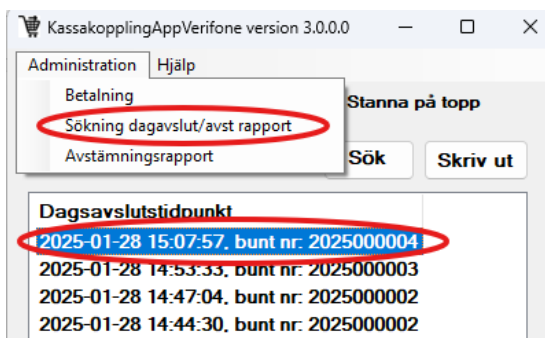 KassakopplingAppVerifone version 3.0.0.0
Administration Hjälp
Betalning
Stanna på topp
Sökning dagavslut/avst rapport
Avstämningsrapport
Sök Skriv ut
Dagsavslutstidpunkt
2025-01-28 15:07:57, bunt nr: 2025000004
2025-01-28 14:53:33, bunt nr: 2025000003
2025-01-28 14:47:04, bunt nr: 2025000002
2025-01-28 14:44:30, bunt nr: 2025000002